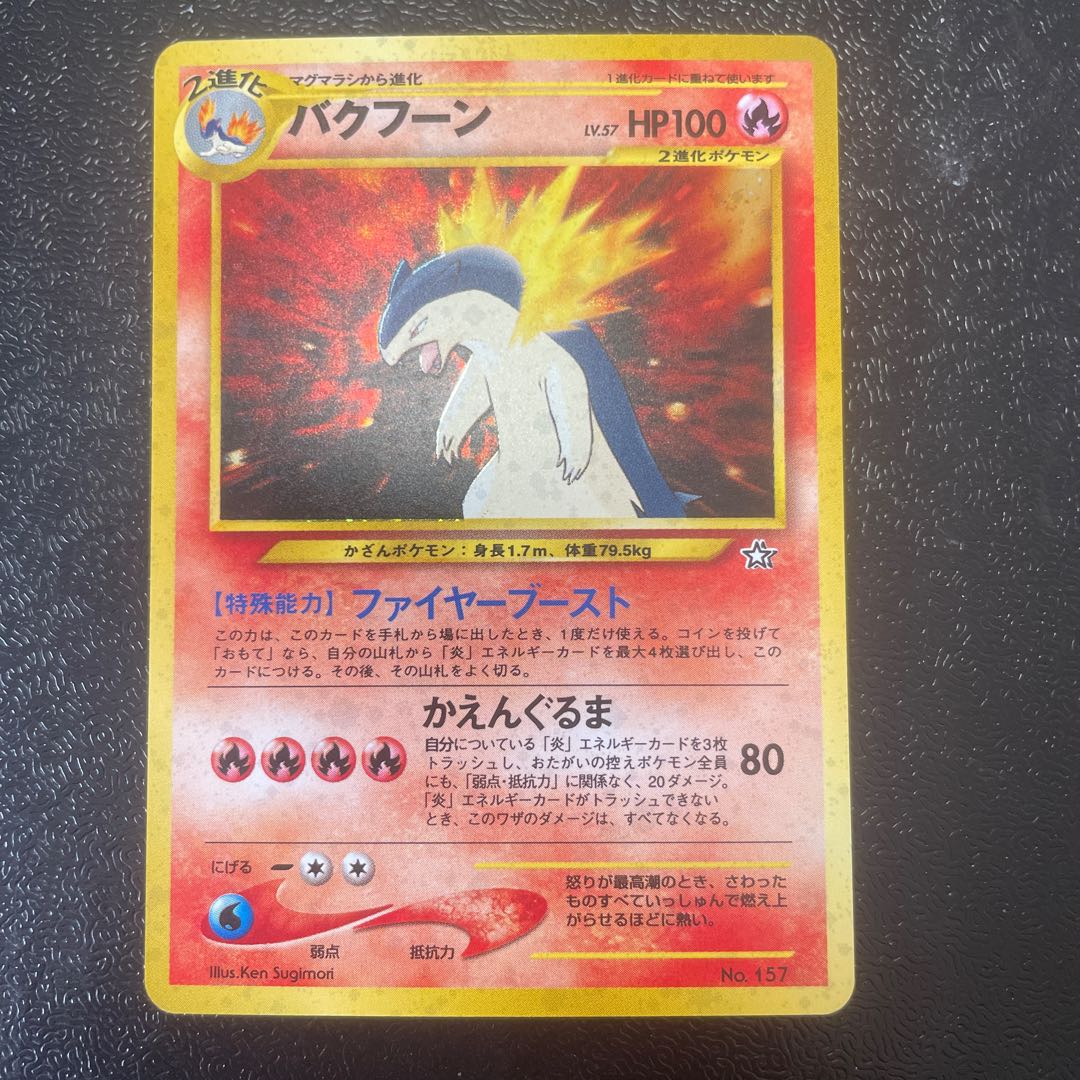 2進化
マグマラシから進化
1進化カードに重ねて使います
バクフーン
LV.57 HP100
2進化ポケモン
かざんポケモン：身長1.7m、体重79.5kg
【特殊能力】ファイヤーブースト
この力は、このカードを手札から場に出したとき、1度だけ使える。コインを投げて
「おもて」なら、自分の山札から「炎」エネルギーカードを最大4枚選び出し、この
カードにつける。その後、その山札をよく切る。
かえんぐるま
自分についている「炎」エネルギーカードを3枚
トラッシュし、おたがいの控えポケモン全員
にも、「弱点・抵抗力」に関係なく、20ダメージ。
「炎」エネルギーカードがトラッシュできない
とき、このワザのダメージは、すべてなくなる。
80
にげる
弱点
抵抗力
怒りが最高潮のとき、さわった
ものすべていっしゅんで燃え上
がらせるほどに熱い。
Illus.Ken Sugimori
No. 157